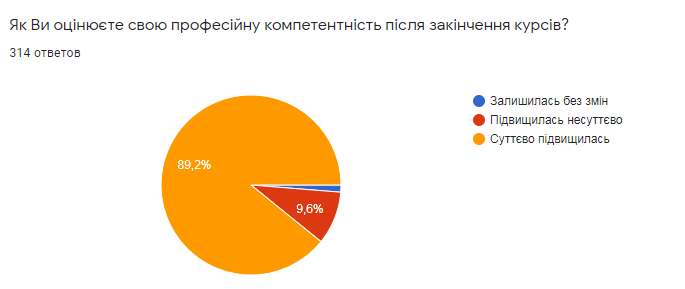 Як Ви оцінюєте свою професійну компетентність після закінчення курсів?
314 ответов
Залишилась без змін
Підвищилась несуттєво
Суттєво підвищилась
89,2%
9,6%